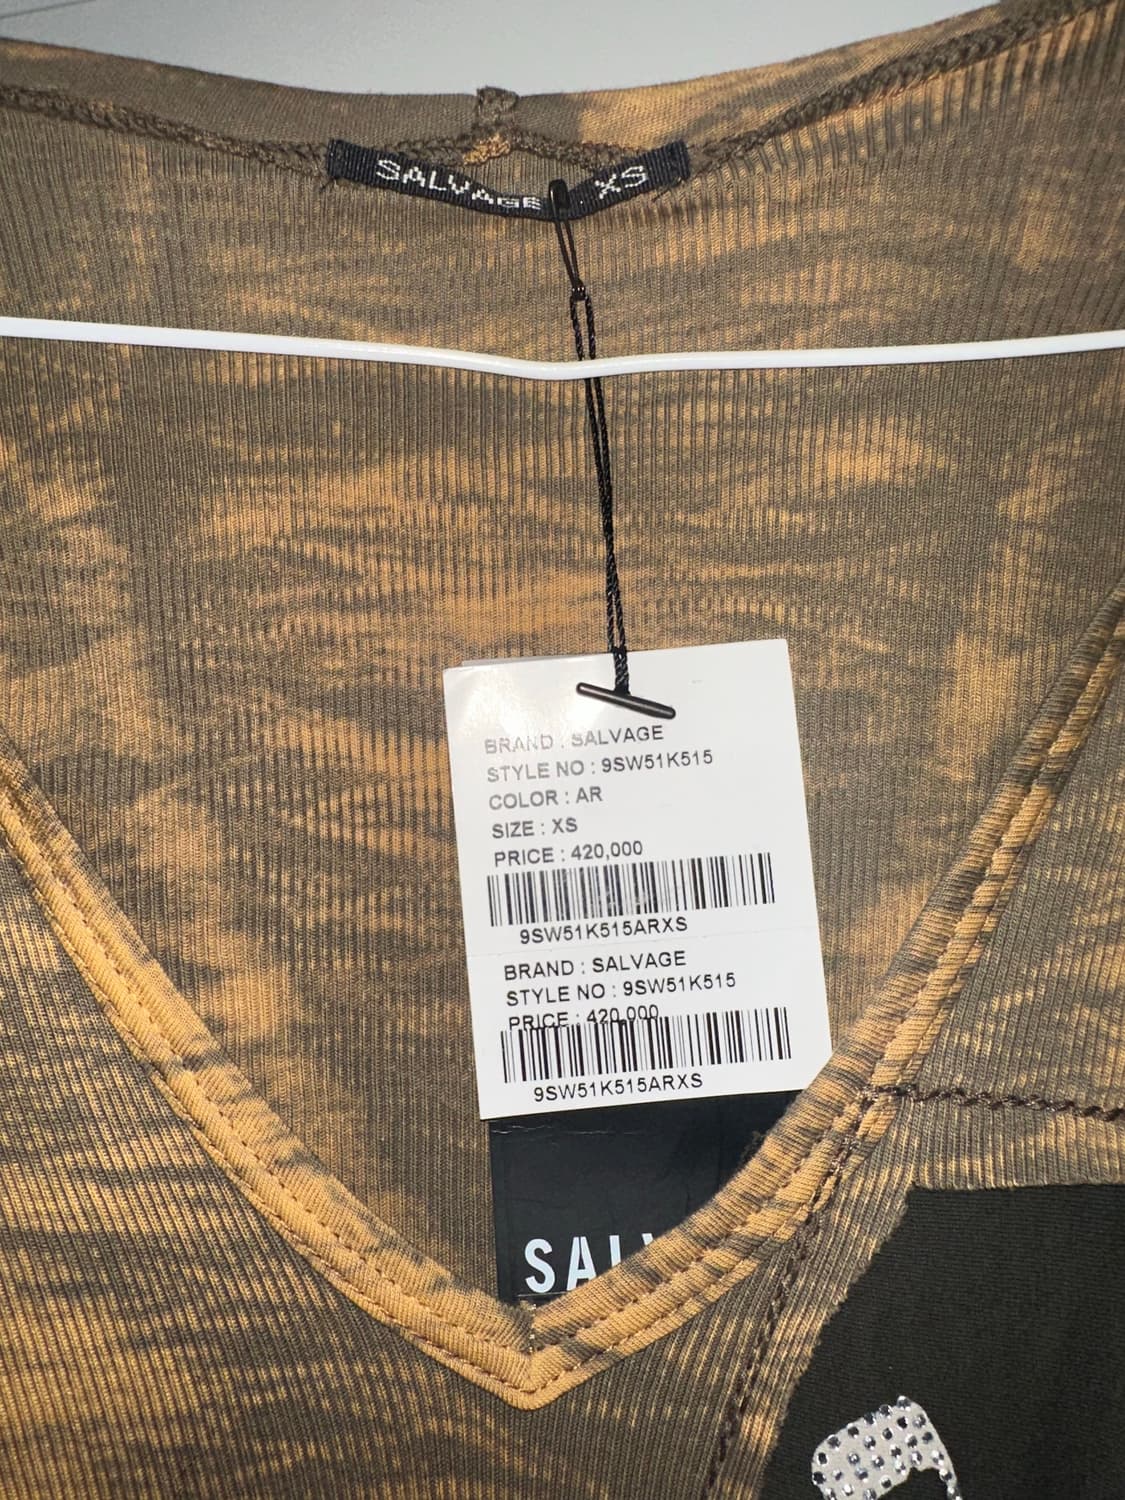 SALVAGE XS
BRAND : SALVAGE
STYLE NO : 9SW51K515
COLOR : AR
SIZE : XS
PRICE : 420,000
9SW51K515ARXS
BRAND : SALVAGE
STYLE NO : 9SW51K515
PRICE : 420,000
9SW51K515ARXS